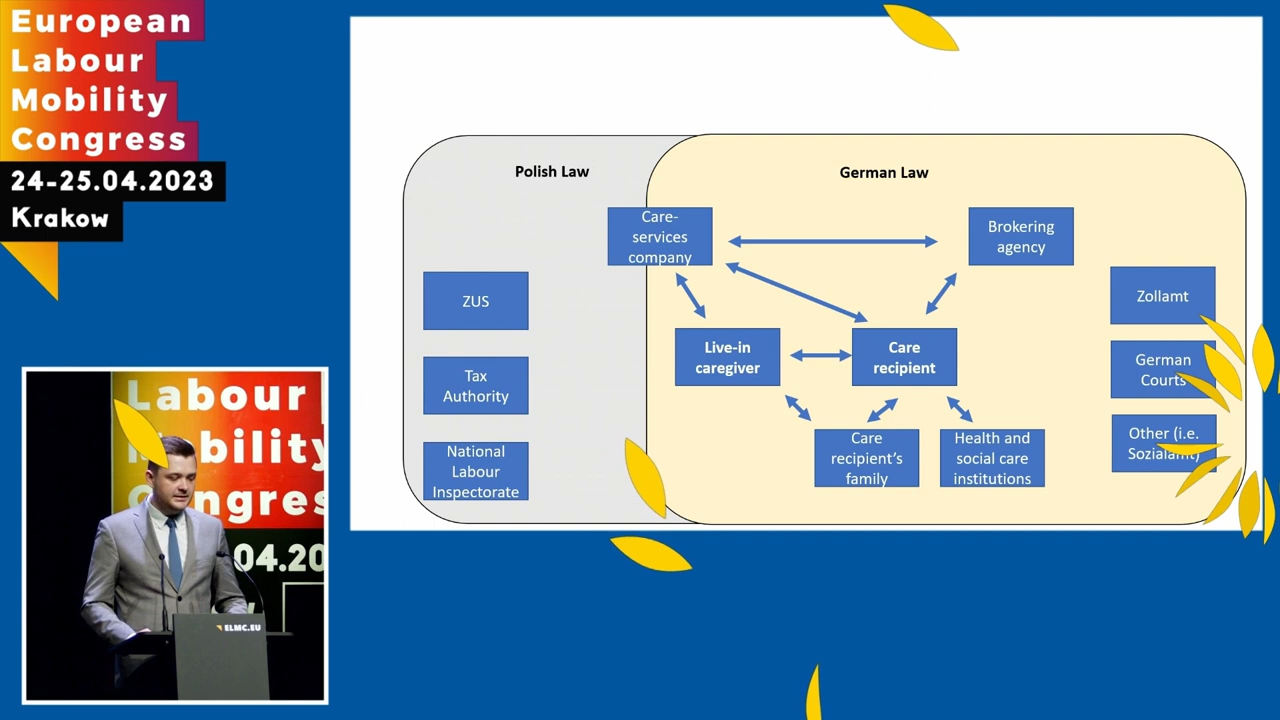 European
Labour
Mobility
Congress
24-25.04.2023
Krakow
Polish Law
German Law
Care-
services
company
Brokering
agency
ZUS
Zollamt
Live-in
caregiver
Care
recipient
Tax
Authority
German
Courts
National
Labour
Inspectorate
Care
recipient's
family
Health and
social care
institutions
Other (i.e.
Sozialamt)
Labour
Mobility
Congres
.04.20
ELMC.EU